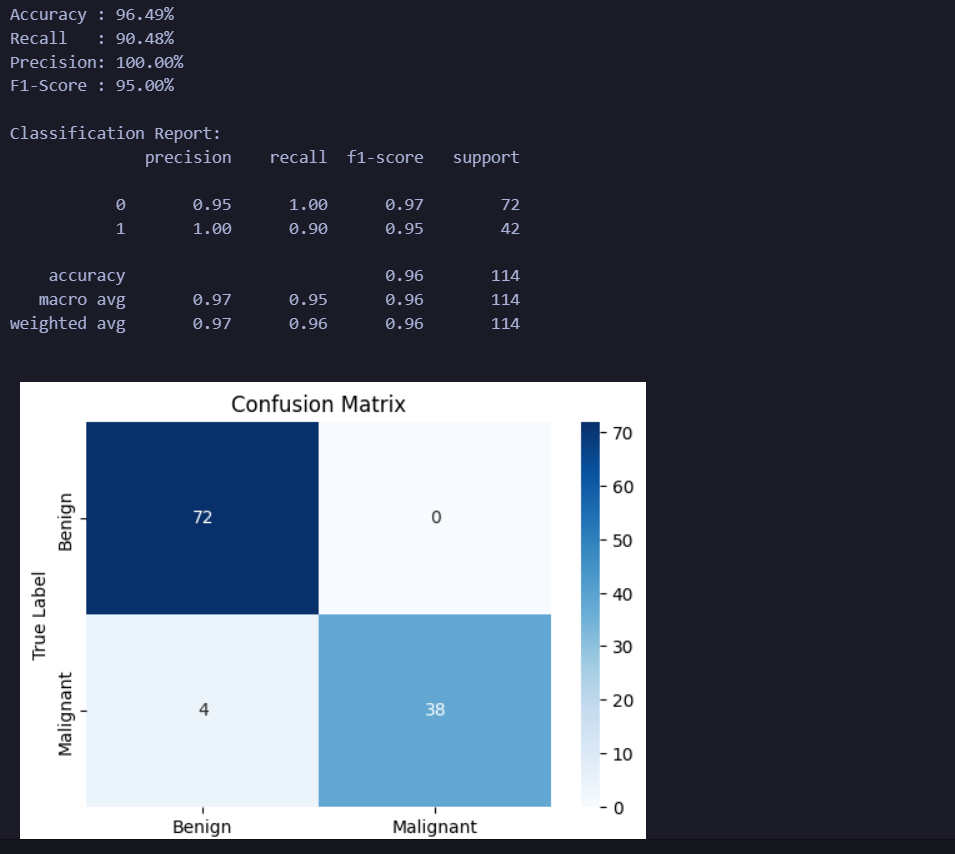 Accuracy : 96.49%
Recall   : 90.48%
Precision: 100.00%
F1-Score : 95.00%
Classification Report:
              precision    recall  f1-score   support
           0       0.95      1.00      0.97        72
           1       1.00      0.90      0.95        42
    accuracy                           0.96       114
   macro avg       0.97      0.95      0.96       114
weighted avg       0.97      0.96      0.96       114
Confusion Matrix
True Label
Benign
Malignant
72 0
4 38
Benign Malignant
70
60
50
40
30
20
10
0